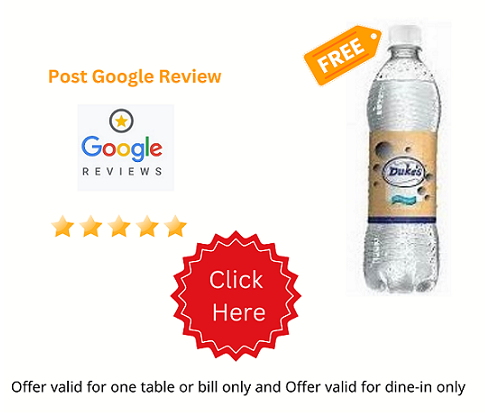 FREE
Post Google Review
Google
REVIEWS
Duke's
Click
Here
Offer valid for one table or bill only and Offer valid for dine-in only